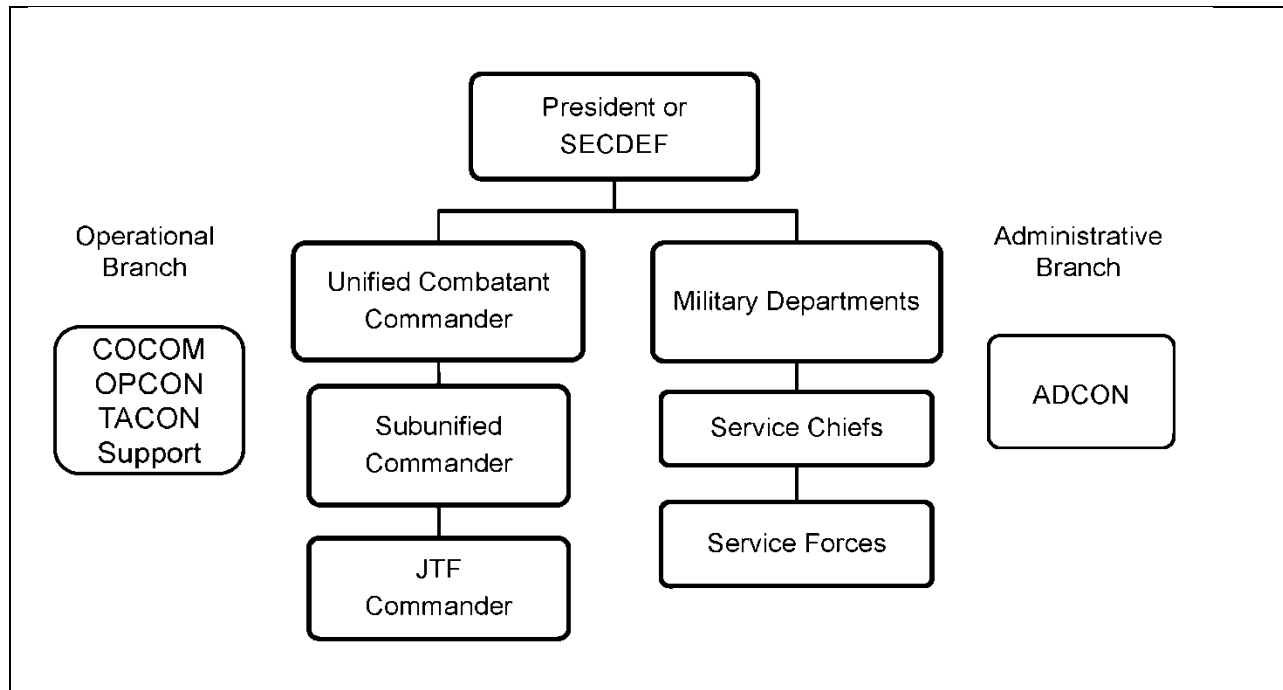 President or
SECDEF
Operational
Branch
COCOM
OPCON
TACON
Support
Unified Combatant
Commander
Subunified
Commander
JTF
Commander
Military Departments
Service Chiefs
Service Forces
Administrative
Branch
ADCON